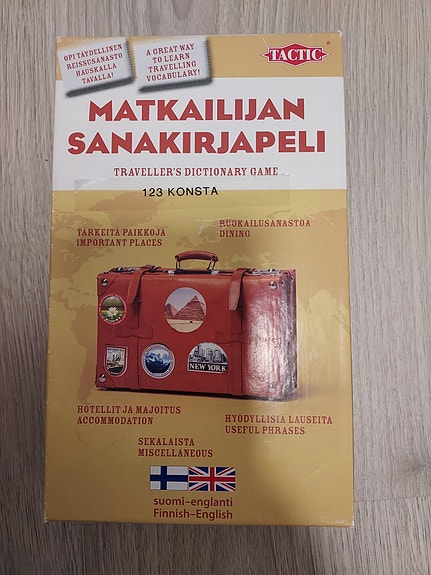 OPI TÄYDELLINEN
REISSUSANASTO
HAUSKALLA
TAVALLA!
A GREAT WAY
TO LEARN
TRAVELLING
VOCABULARY!
TACTIC®
MATKAILIJAN
SANAKIRJAPELI
TRAVELLER'S DICTIONARY GAME
123 KONSTA
TÄRKEITÄ PAIKKOJA
IMPORTANT PLACES
RUOKAILUSANASTOA
DINING
NEW YORK
HOTELLIT JA MAJOITUS
ACCOMMODATION
HYÖDYLLISIÄ LAUSEITA
USEFUL PHRASES
SEKALAISTA
MISCELLANEOUS
suomi–englanti
Finnish–English